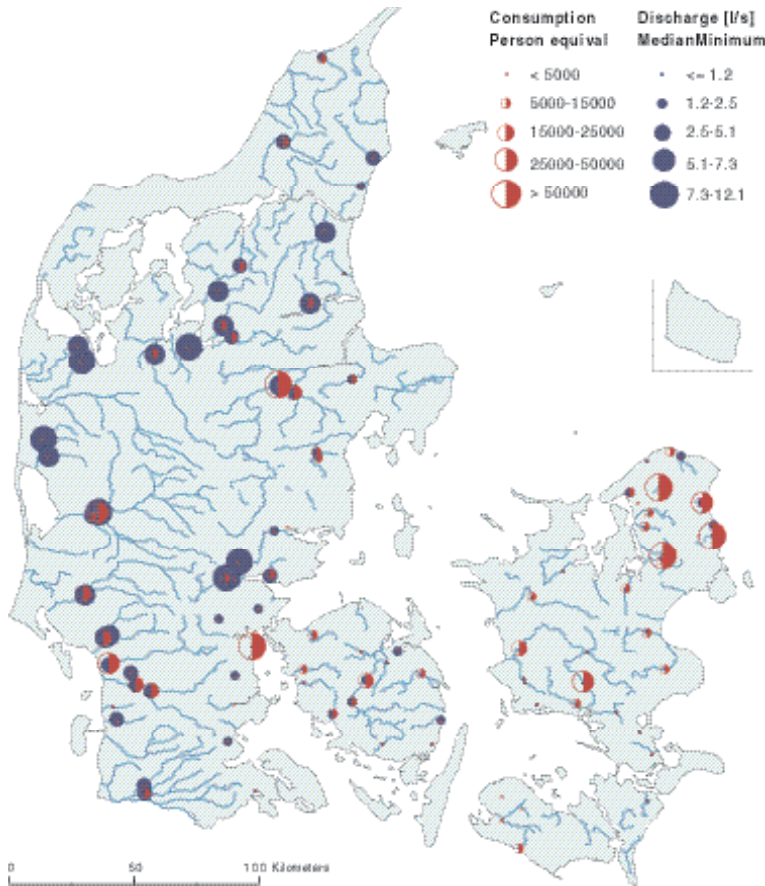 Consumption
Person equival
< 5000
5000-15000
15000-25000
25000-50000
> 50000
Discharge [l/s]
MedianMinimum
<= 1.2
1.2-2.5
2.5-5.1
5.1-7.3
7.3-12.1
0 50 100 Kilometers